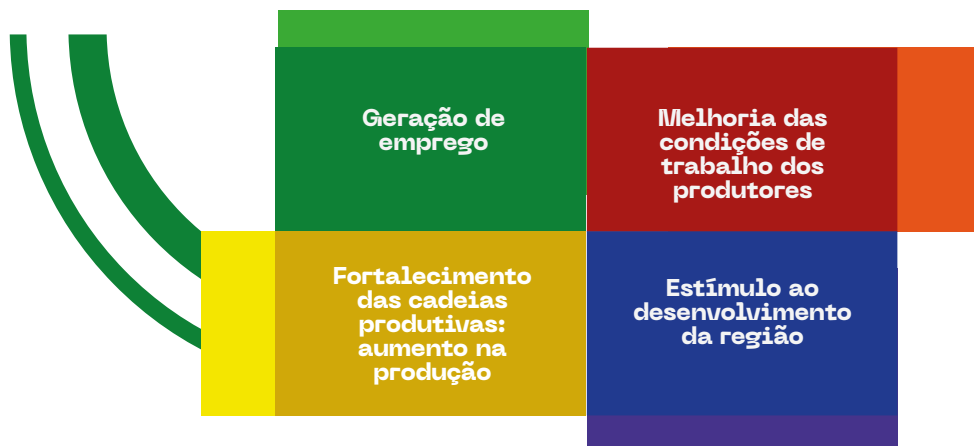 Geração de
emprego
Melhoria das
condições de
trabalho dos
produtores
Fortalecimento
das cadeias
produtivas:
aumento na
produção
Estímulo ao
desenvolvimento
da região